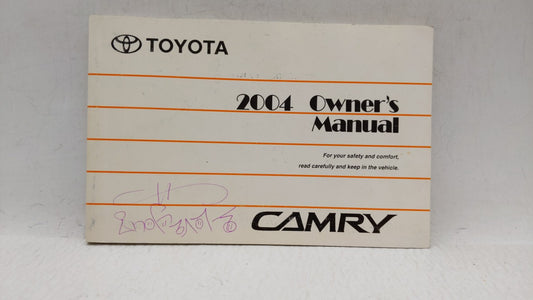 TOYOTA
2004 Owner's
Manual
For your safety and comfort,
read carefully and keep in the vehicle.
CAMRY